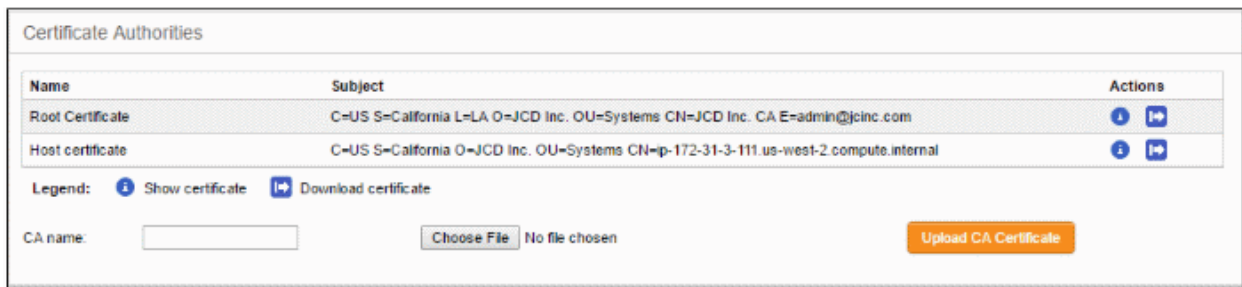 Certificate Authorities
Name Subject Actions
Root Certificate C=US S=California L=LA O=JCD Inc. OU=Systems CN=JCD Inc. CA E=admin@jcinc.com
Host certificate C=US S=California O=JCD Inc. OU=Systems CN=ip-172-31-3-111.us-west-2.compute.internal
Legend: Show certificate Download certificate
CA name: Choose File No file chosen Upload CA Certificate